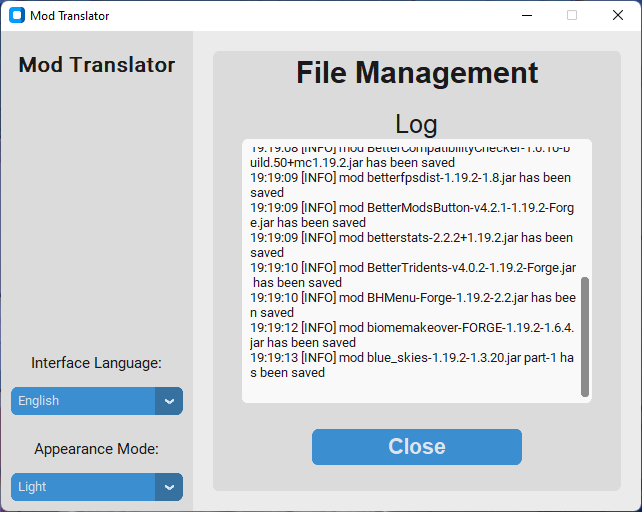 Mod Translator
Mod Translator
File Management
Log
19:19:08 [INFO] mod BetterCompatibilityChecker-1.0.10-b
uild.50+mc1.19.2.jar has been saved
19:19:09 [INFO] mod betterfpsdist-1.19.2-1.8.jar has been
saved
19:19:09 [INFO] mod BetterModsButton-v4.2.1-1.19.2-Forg
e.jar has been saved
19:19:09 [INFO] mod betterstats-2.2.2+1.19.2.jar has been
saved
19:19:10 [INFO] mod BetterTridents-v4.0.2-1.19.2-Forge.jar
has been saved
19:19:10 [INFO] mod BHMenu-Forge-1.19.2-2.2.jar has bee
n saved
19:19:12 [INFO] mod biomemakeover-FORGE-1.19.2-1.6.4.
jar has been saved
19:19:13 [INFO] mod blue_skies-1.19.2-1.3.20.jar part-1 ha
s been saved
Interface Language:
English
Appearance Mode:
Light
Close